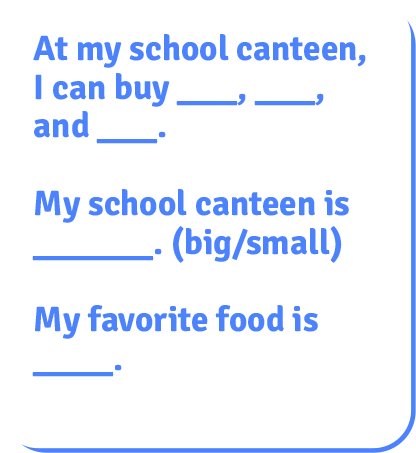 At my school canteen,
I can buy ____, ____,
and ____.
My school canteen is
________. (big/small)
My favorite food is
_____.